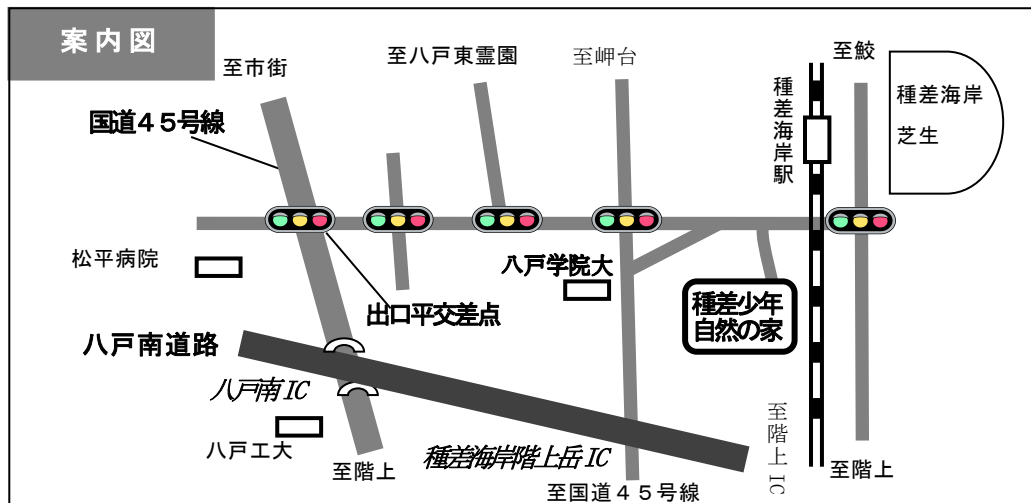 案内図
至市街
至八戸東霊園
至岬台
至鮫
種差海岸駅
種差海岸
芝生
国道４５号線
松平病院
八戸学院大
出口平交差点
種差少年
自然の家
八戸南道路
八戸南IC
八戸工大
至階上
種差海岸階上岳IC
至国道４５号線
至階上IC
至階上